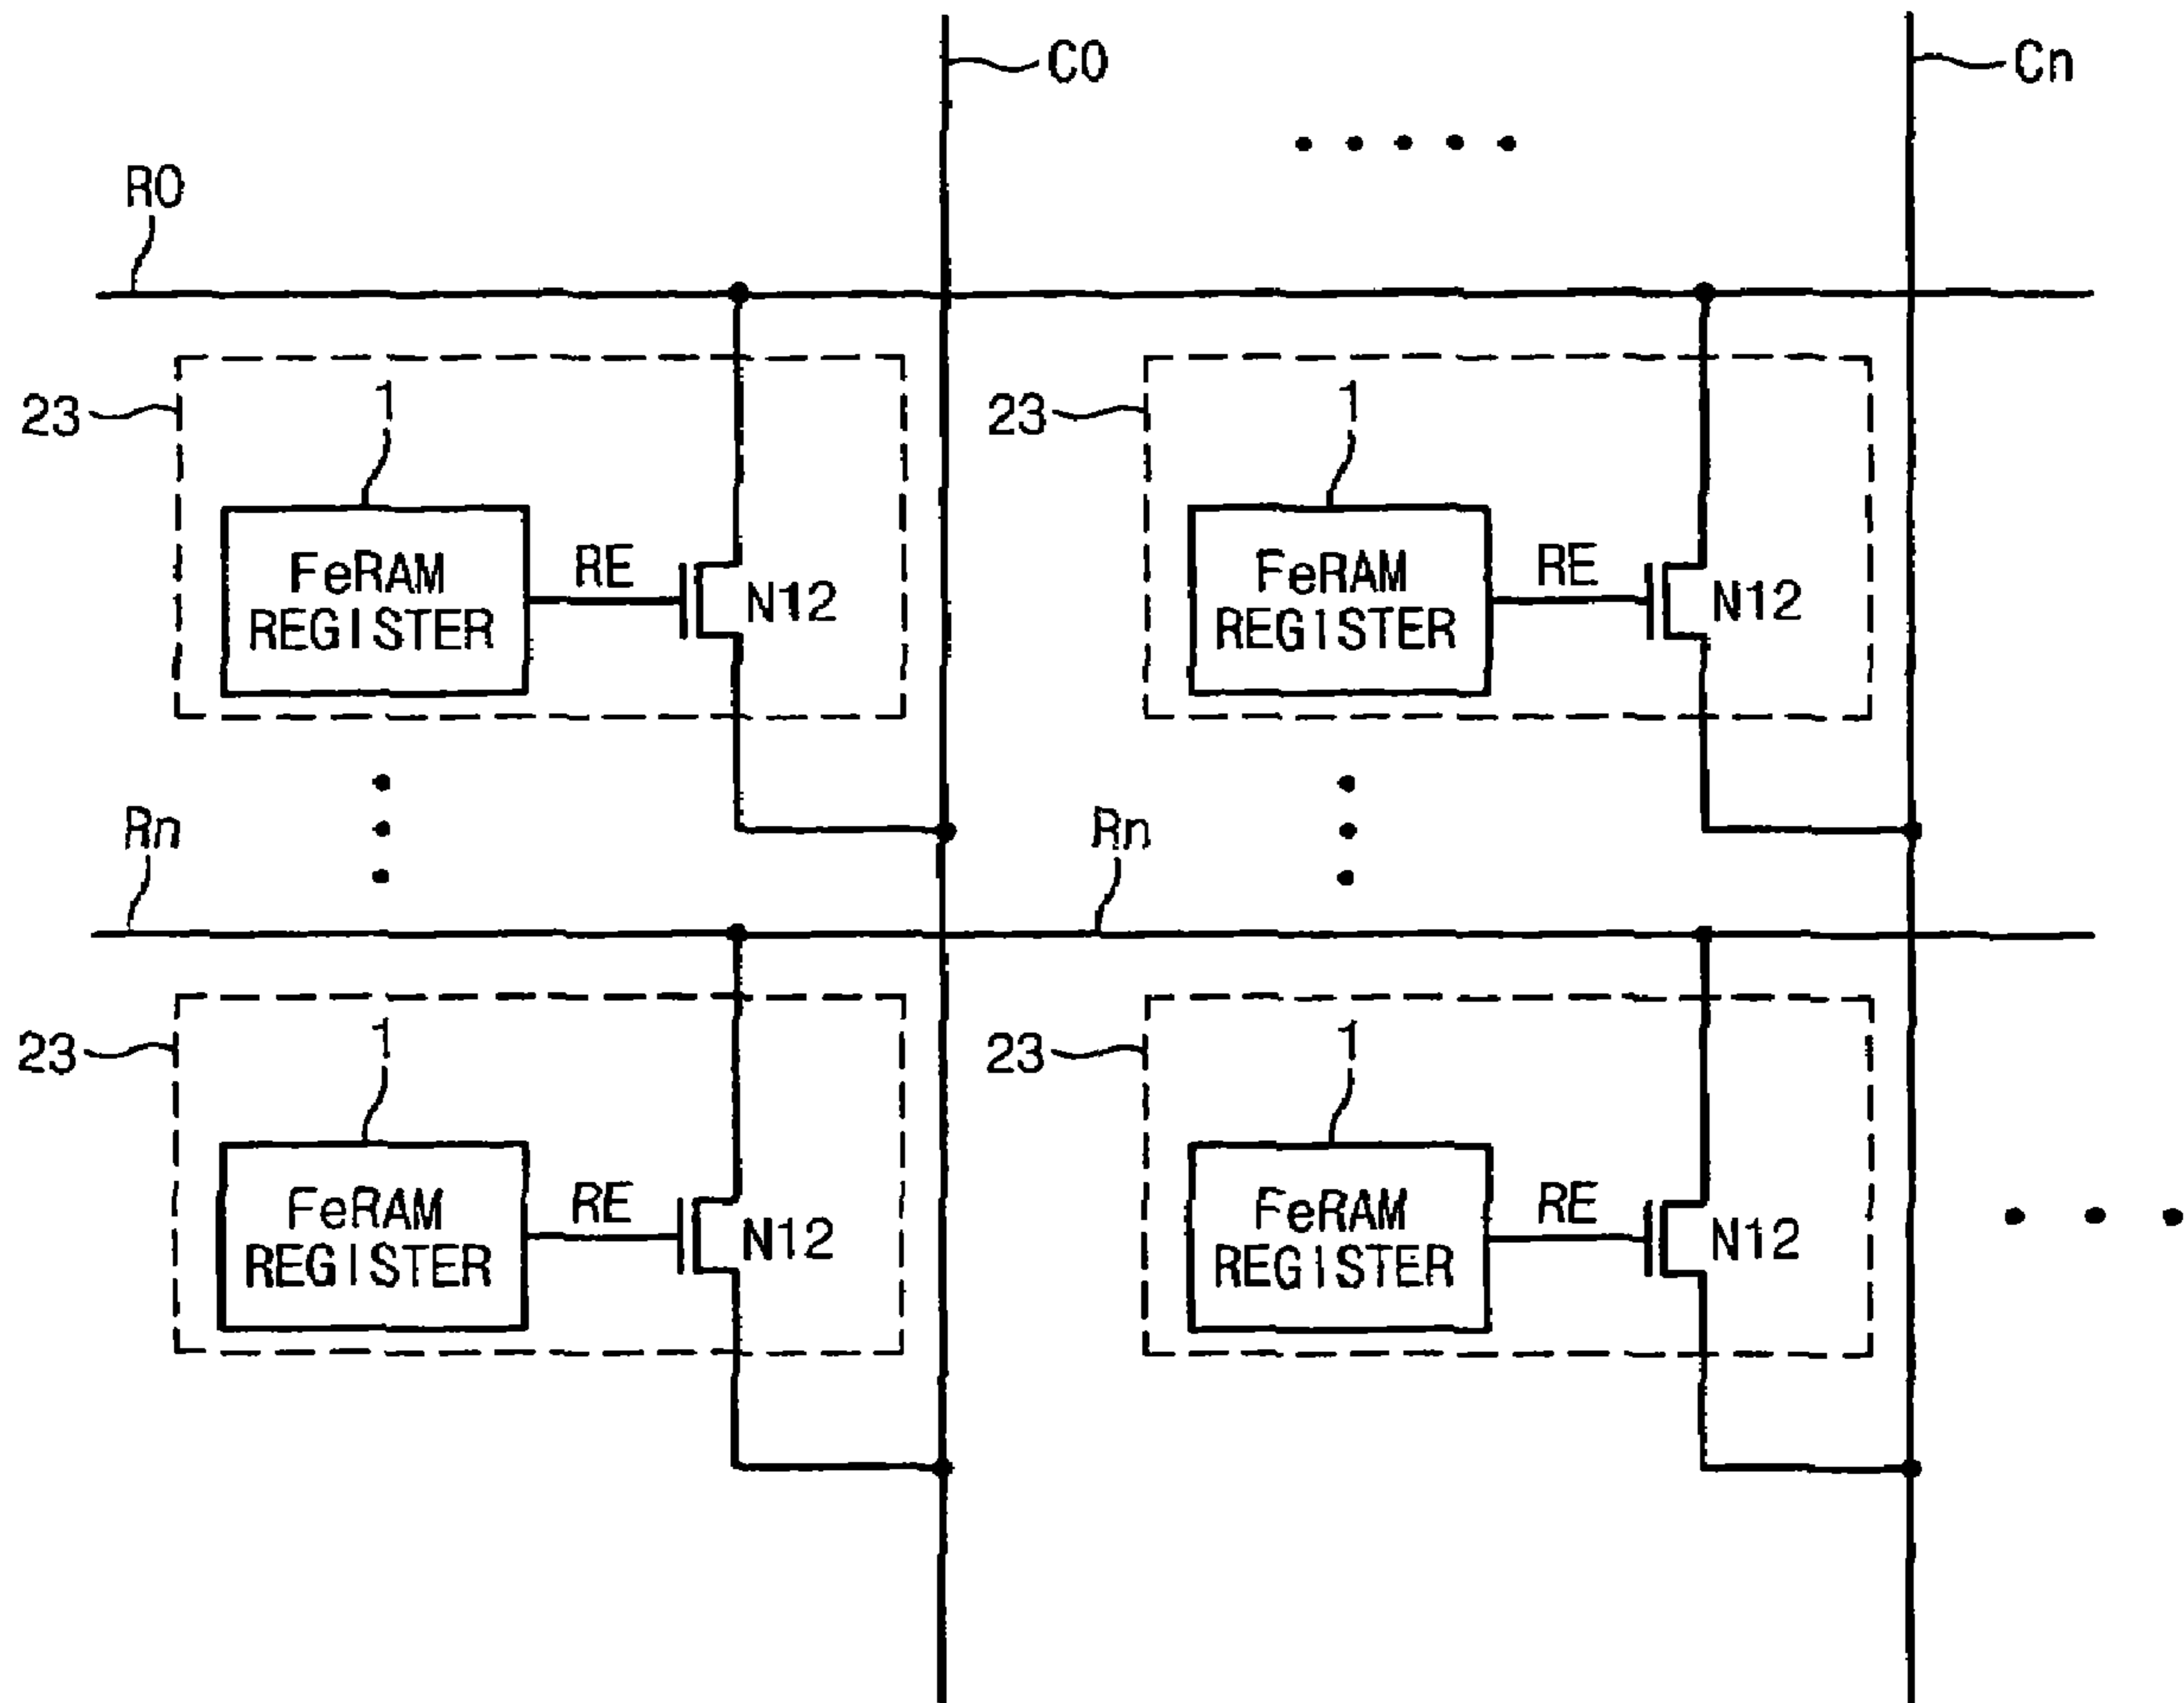 C0
Cn
R0
23
1
23
1
FeRAM
REGISTER
RE
N12
FeRAM
REGISTER
RE
N12
Rn
Rn
23
1
23
1
FeRAM
REGISTER
RE
N12
FeRAM
REGISTER
RE
N12